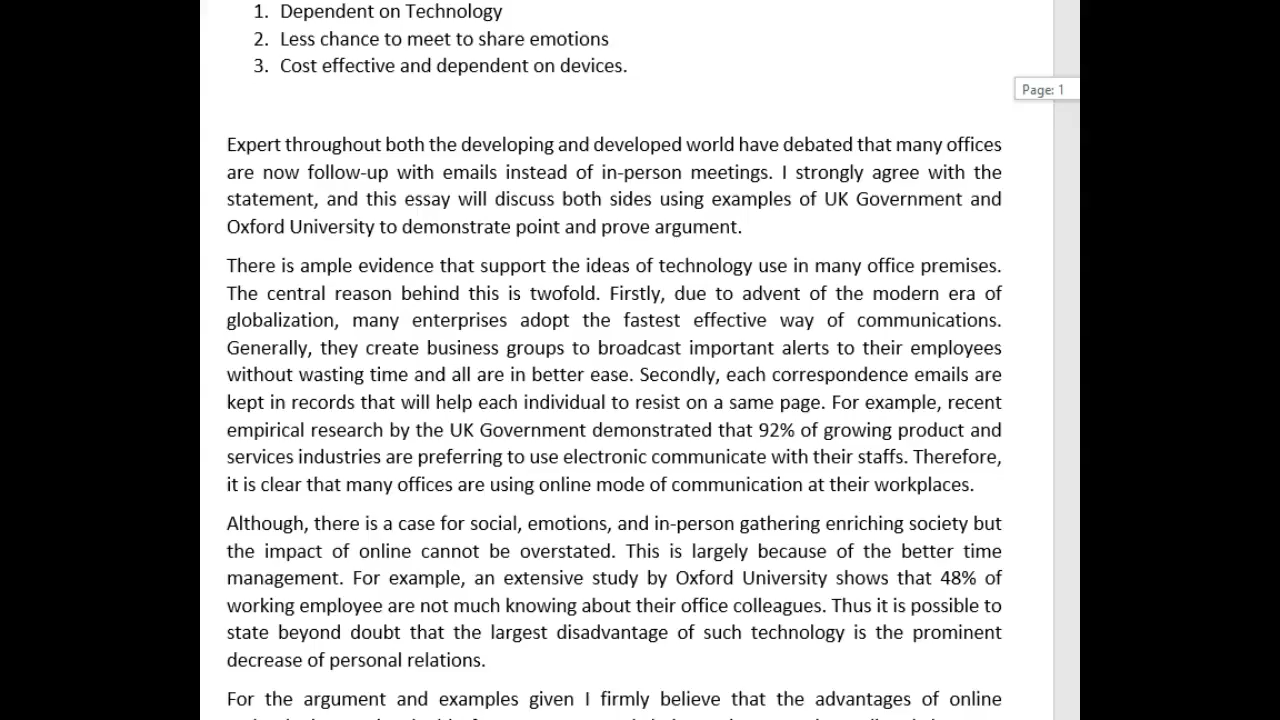 1. Dependent on Technology
2. Less chance to meet to share emotions
3. Cost effective and dependent on devices.
Page: 1
Expert throughout both the developing and developed world have debated that many offices
are now follow-up with emails instead of in-person meetings. I strongly agree with the
statement, and this essay will discuss both sides using examples of UK Government and
Oxford University to demonstrate point and prove argument.
There is ample evidence that support the ideas of technology use in many office premises.
The central reason behind this is twofold. Firstly, due to advent of the modern era of
globalization, many enterprises adopt the fastest effective way of communications.
Generally, they create business groups to broadcast important alerts to their employees
without wasting time and all are in better ease. Secondly, each correspondence emails are
kept in records that will help each individual to resist on a same page. For example, recent
empirical research by the UK Government demonstrated that 92% of growing product and
services industries are preferring to use electronic communicate with their staffs. Therefore,
it is clear that many offices are using online mode of communication at their workplaces.
Although, there is a case for social, emotions, and in-person gathering enriching society but
the impact of online cannot be overstated. This is largely because of the better time
management. For example, an extensive study by Oxford University shows that 48% of
working employee are not much knowing about their office colleagues. Thus it is possible to
state beyond doubt that the largest disadvantage of such technology is the prominent
decrease of personal relations.
For the argument and examples given I firmly believe that the advantages of online